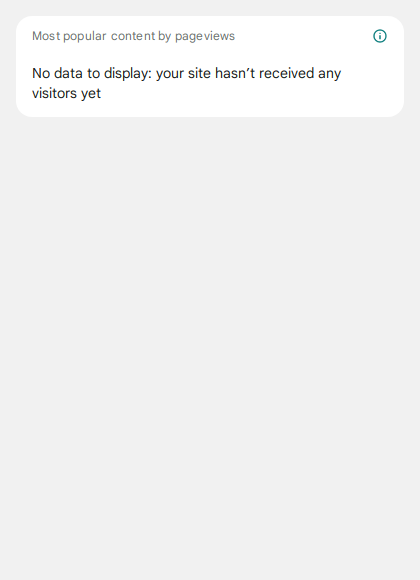 Most popular content by pageviews
No data to display: your site hasn’t received any
visitors yet